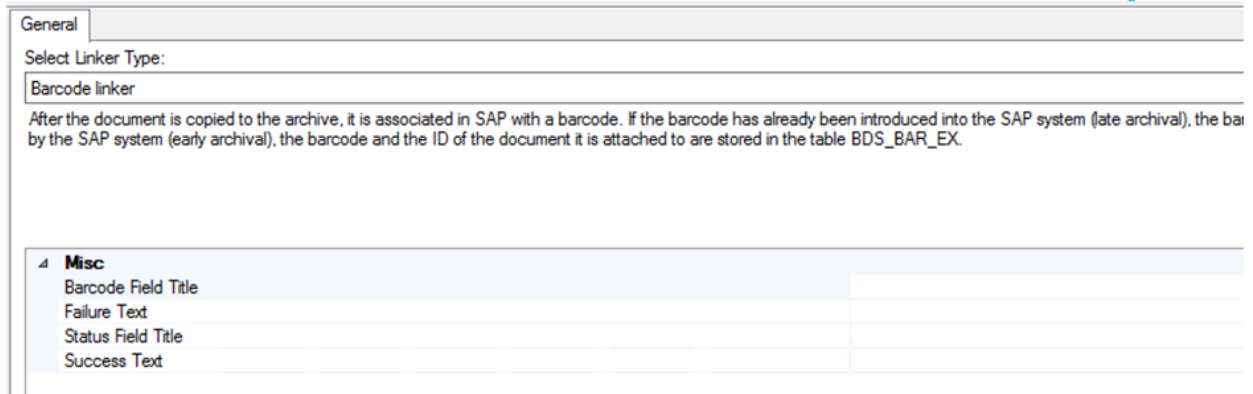 General
Select Linker Type:
Barcode linker
After the document is copied to the archive, it is associated in SAP with a barcode. If the barcode has already been introduced into the SAP system (late archival), the
by the SAP system (early archival), the barcode and the ID of the document it is attached to are stored in the table BDS_BAR_EX.
Misc
Barcode Field Title
Failure Text
Status Field Title
Success Text